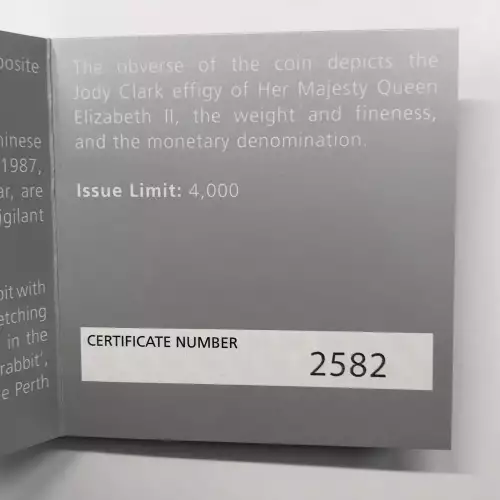 posite
hinese
1987,
ar, are
igilant
bit with
etching
in the
rabbit',
e Perth
The obverse of the coin depicts the
Jody Clark effigy of Her Majesty Queen
Elizabeth II, the weight and fineness,
and the monetary denomination.
Issue Limit: 4,000
CERTIFICATE NUMBER
2582